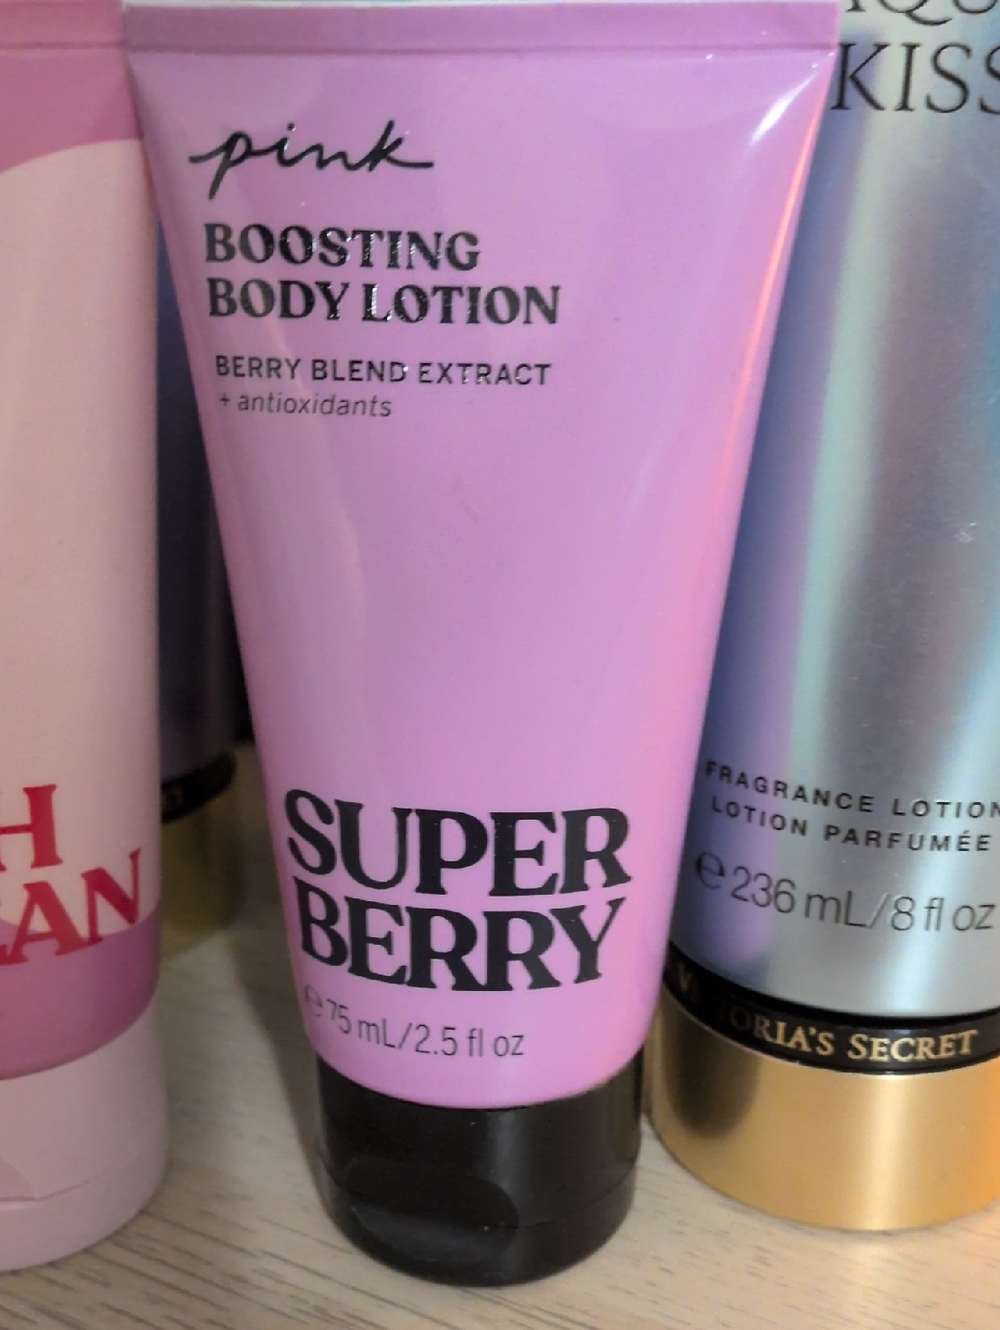 pink
BOOSTING
BODY LOTION
BERRY BLEND EXTRACT
+ antioxidants
SUPER
BERRY
℮ 75 mL/2.5 fl oz
KISS
FRAGRANCE LOTION
LOTION PARFUMÉE
℮ 236 mL/8 fl oz
VICTORIA'S SECRET